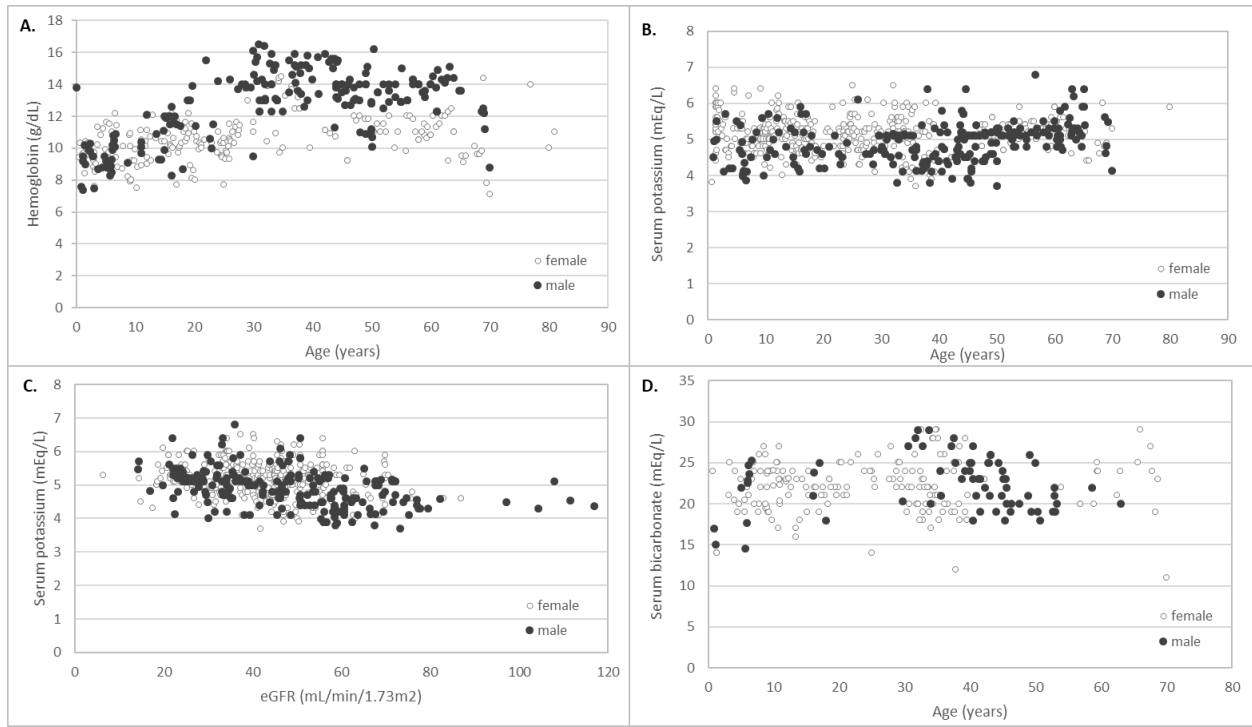 A.
Hemoglobin (g/dL)
18
16
14
12
10
8
6
4
2
0
0 10 20 30 40 50 60 70 80 90
Age (years)
female
male
B.
Serum potassium (mEq/L)
8
7
6
5
4
3
2
1
0
0 10 20 30 40 50 60 70 80 90
Age (years)
female
male
C.
Serum potassium (mEq/L)
8
7
6
5
4
3
2
1
0
0 20 40 60 80 100 120
eGFR (mL/min/1.73m2)
female
male
D.
Serum bicarbonate (mEq/L)
35
30
25
20
15
10
5
0
0 10 20 30 40 50 60 70 80
Age (years)
female
male